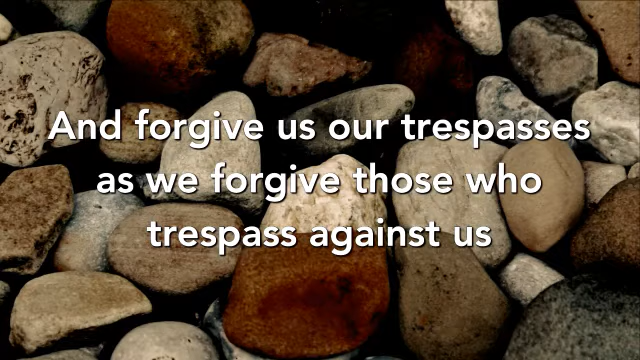 And forgive us our trespasses
as we forgive those who
trespass against us